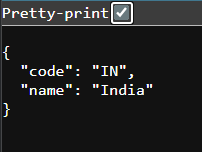 Pretty-print
{
  "code": "IN",
  "name": "India"
}